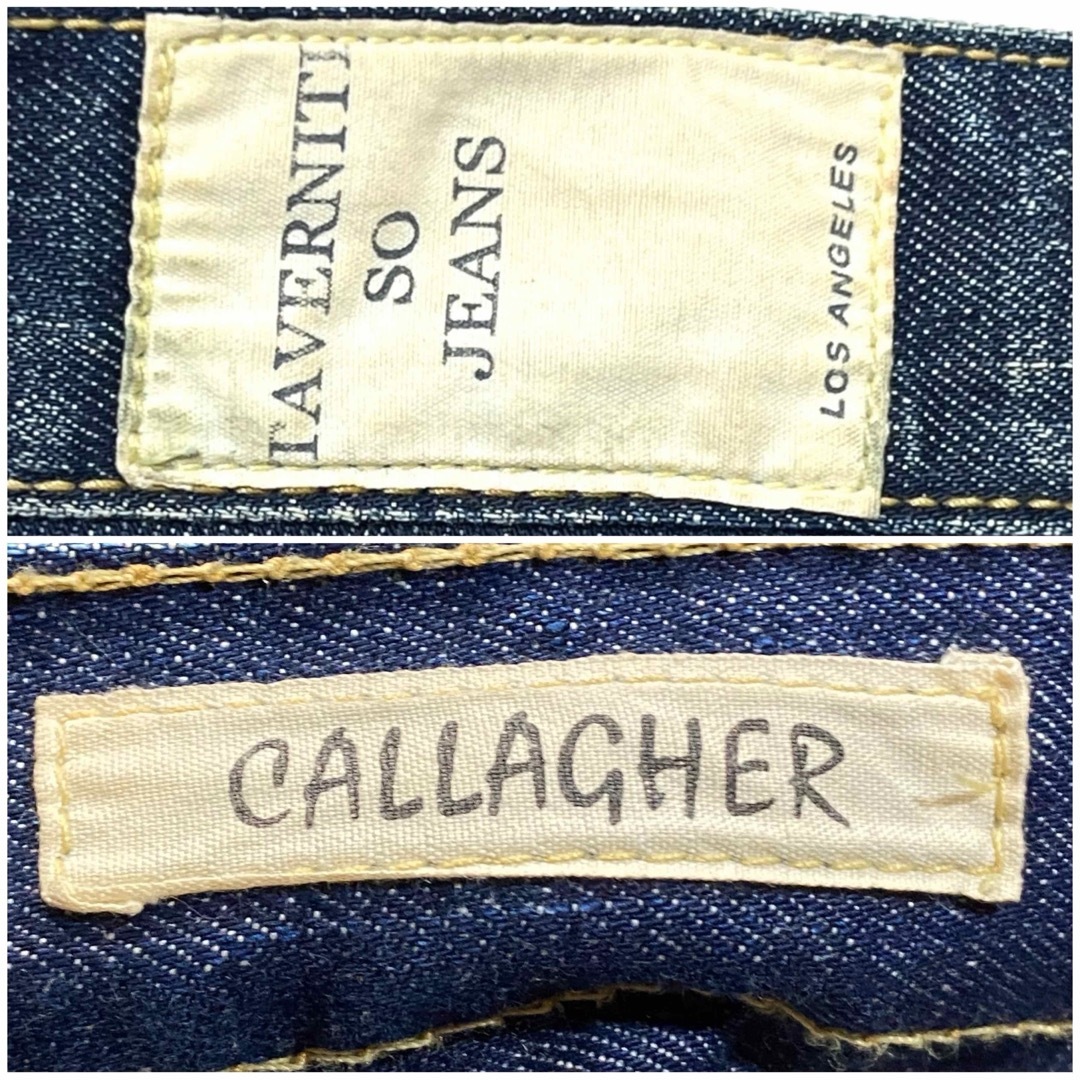 TAVERNITI
SO
JEANS
LOS ANGELES
CALLAGHER